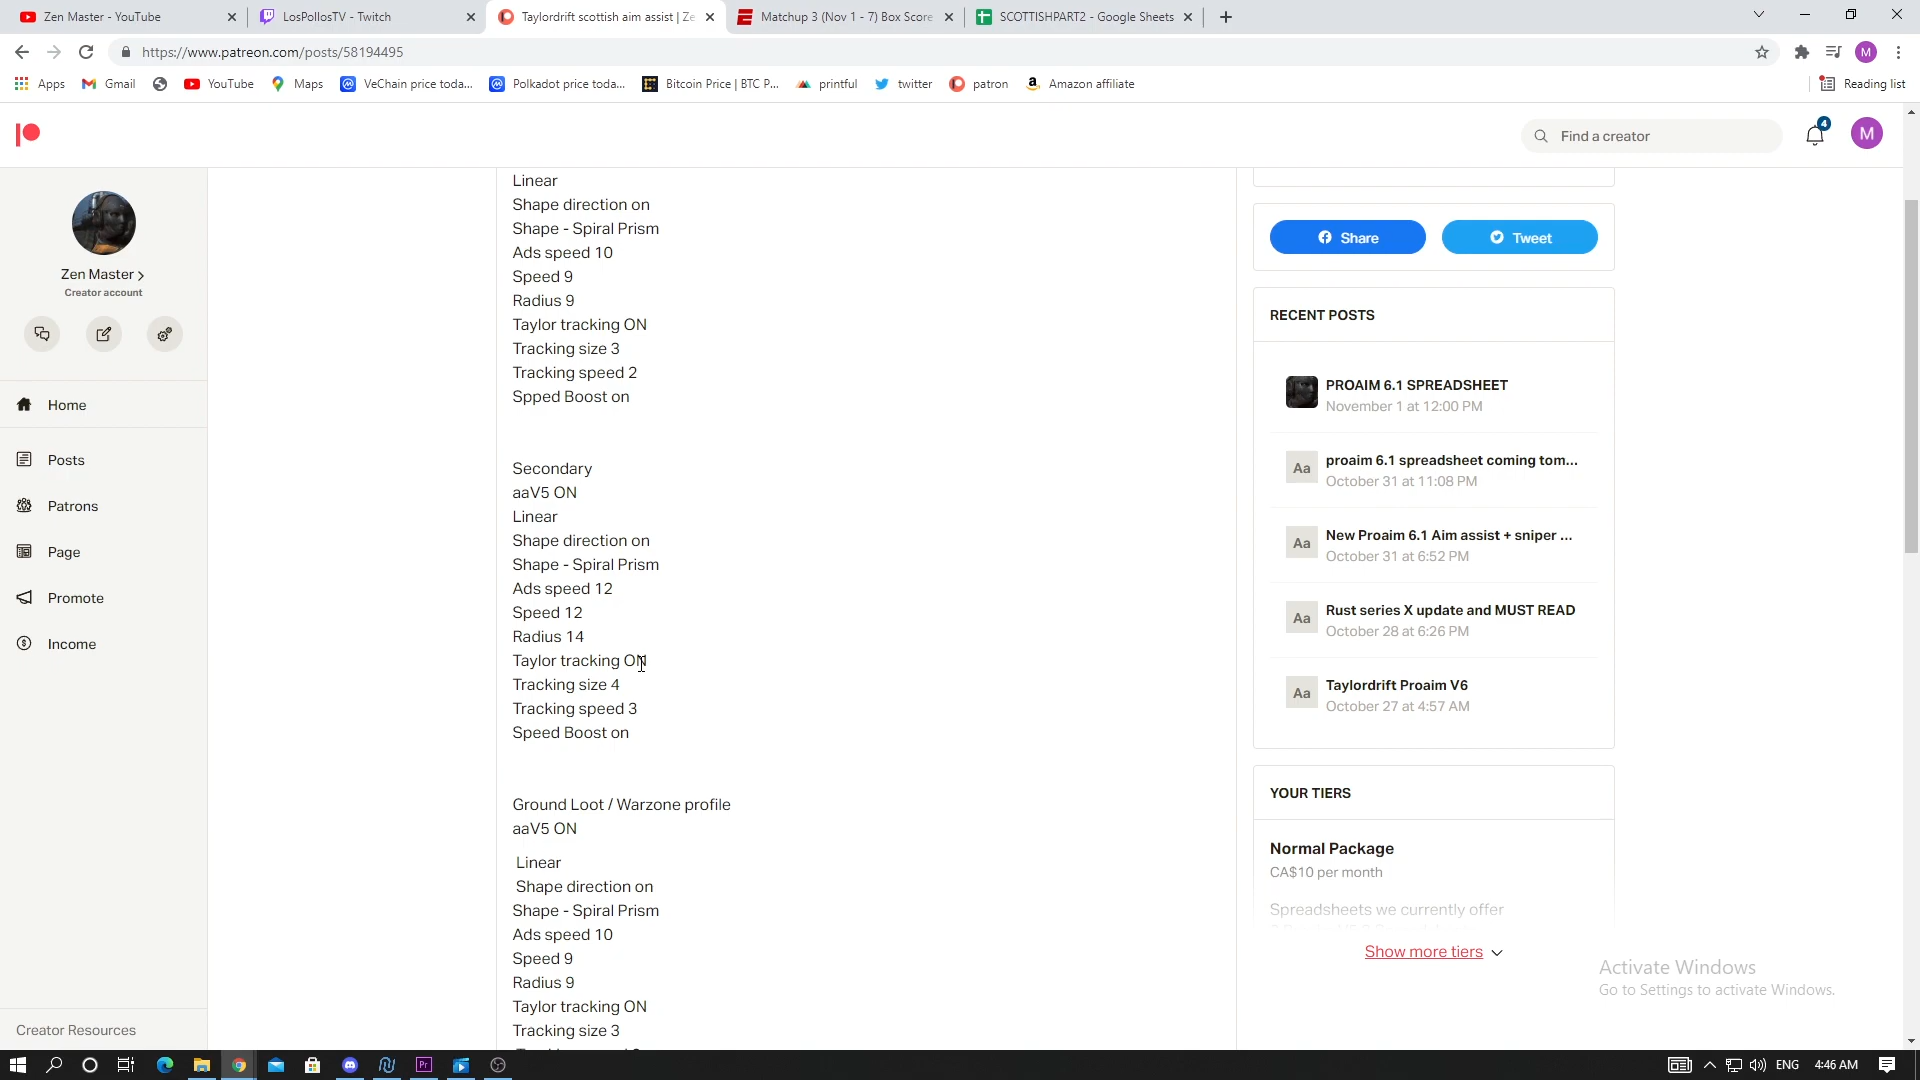 Zen Master - YouTube
LosPollosTV - Twitch
Taylordrift scottish aim assist | Ze
Matchup 3 (Nov 1 - 7) Box Score
SCOTTISHPART2 - Google Sheets
https://www.patreon.com/posts/58194495
M
Apps
Gmail
YouTube
Maps
VeChain price toda...
Polkadot price toda...
Bitcoin Price | BTC P...
printful
twitter
patron
Amazon affiliate
Reading list
Find a creator
4
M
Zen Master
Creator account
Home
Posts
Patrons
Page
Promote
Income
Creator Resources
Linear
Shape direction on
Shape - Spiral Prism
Ads speed 10
Speed 9
Radius 9
Taylor tracking ON
Tracking size 3
Tracking speed 2
Spped Boost on
Secondary
aaV5 ON
Linear
Shape direction on
Shape - Spiral Prism
Ads speed 12
Speed 12
Radius 14
Taylor tracking ON
Tracking size 4
Tracking speed 3
Speed Boost on
Ground Loot / Warzone profile
aaV5 ON
Linear
Shape direction on
Shape - Spiral Prism
Ads speed 10
Speed 9
Radius 9
Taylor tracking ON
Tracking size 3
Share
Tweet
RECENT POSTS
PROAIM 6.1 SPREADSHEET
November 1 at 12:00 PM
Aa
proaim 6.1 spreadsheet coming tom...
October 31 at 11:08 PM
Aa
New Proaim 6.1 Aim assist + sniper ...
October 31 at 6:52 PM
Aa
Rust series X update and MUST READ
October 28 at 6:26 PM
Aa
Taylordrift Proaim V6
October 27 at 4:57 AM
YOUR TIERS
Normal Package
CA$10 per month
Spreadsheets we currently offer
Show more tiers
Activate Windows
Go to Settings to activate Windows.
Pr
ENG
4:46 AM